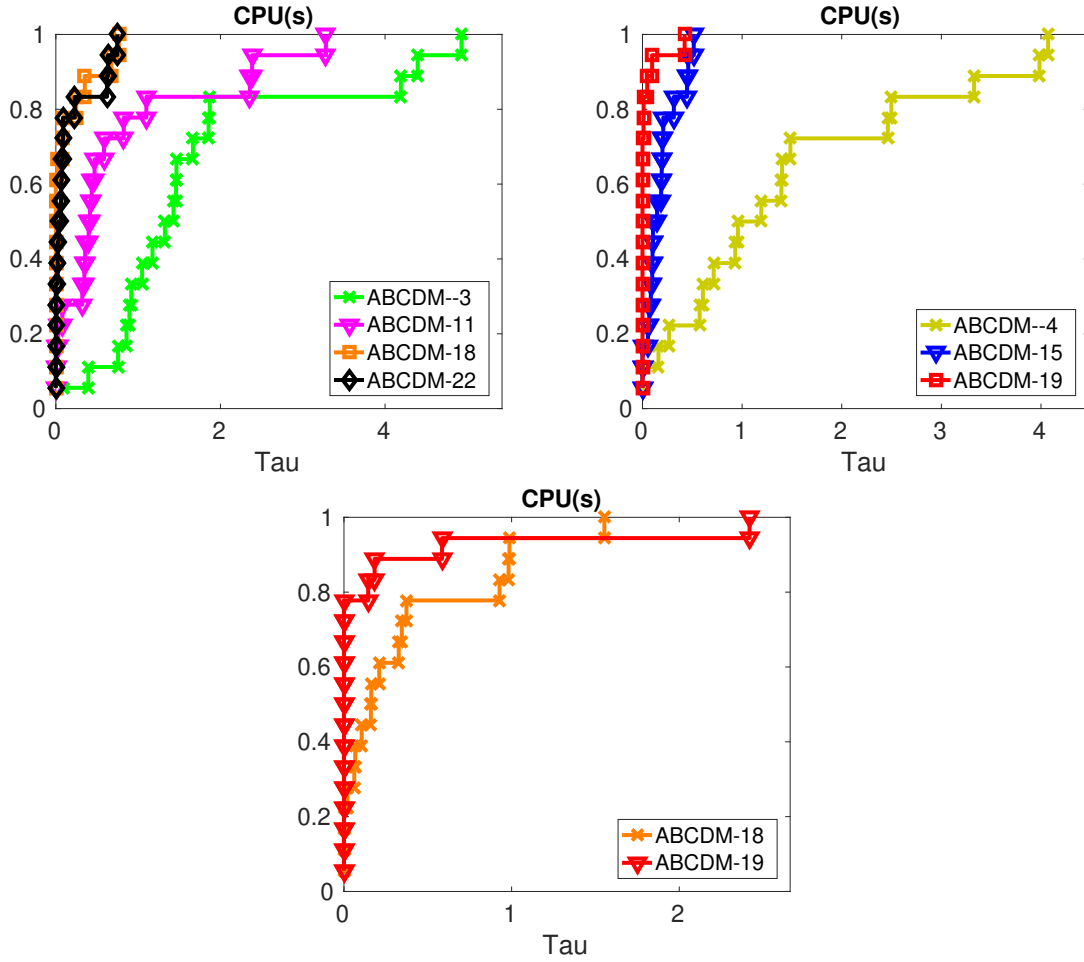 CPU(s)
1
0.8
0.6
0.4
0.2
0
ABCDM--3
ABCDM-11
ABCDM-18
ABCDM-22
0 2 4
Tau
CPU(s)
1
0.8
0.6
0.4
0.2
0
ABCDM--4
ABCDM-15
ABCDM-19
0 1 2 3 4
Tau
CPU(s)
1
0.8
0.6
0.4
0.2
0
ABCDM-18
ABCDM-19
0 1 2
Tau